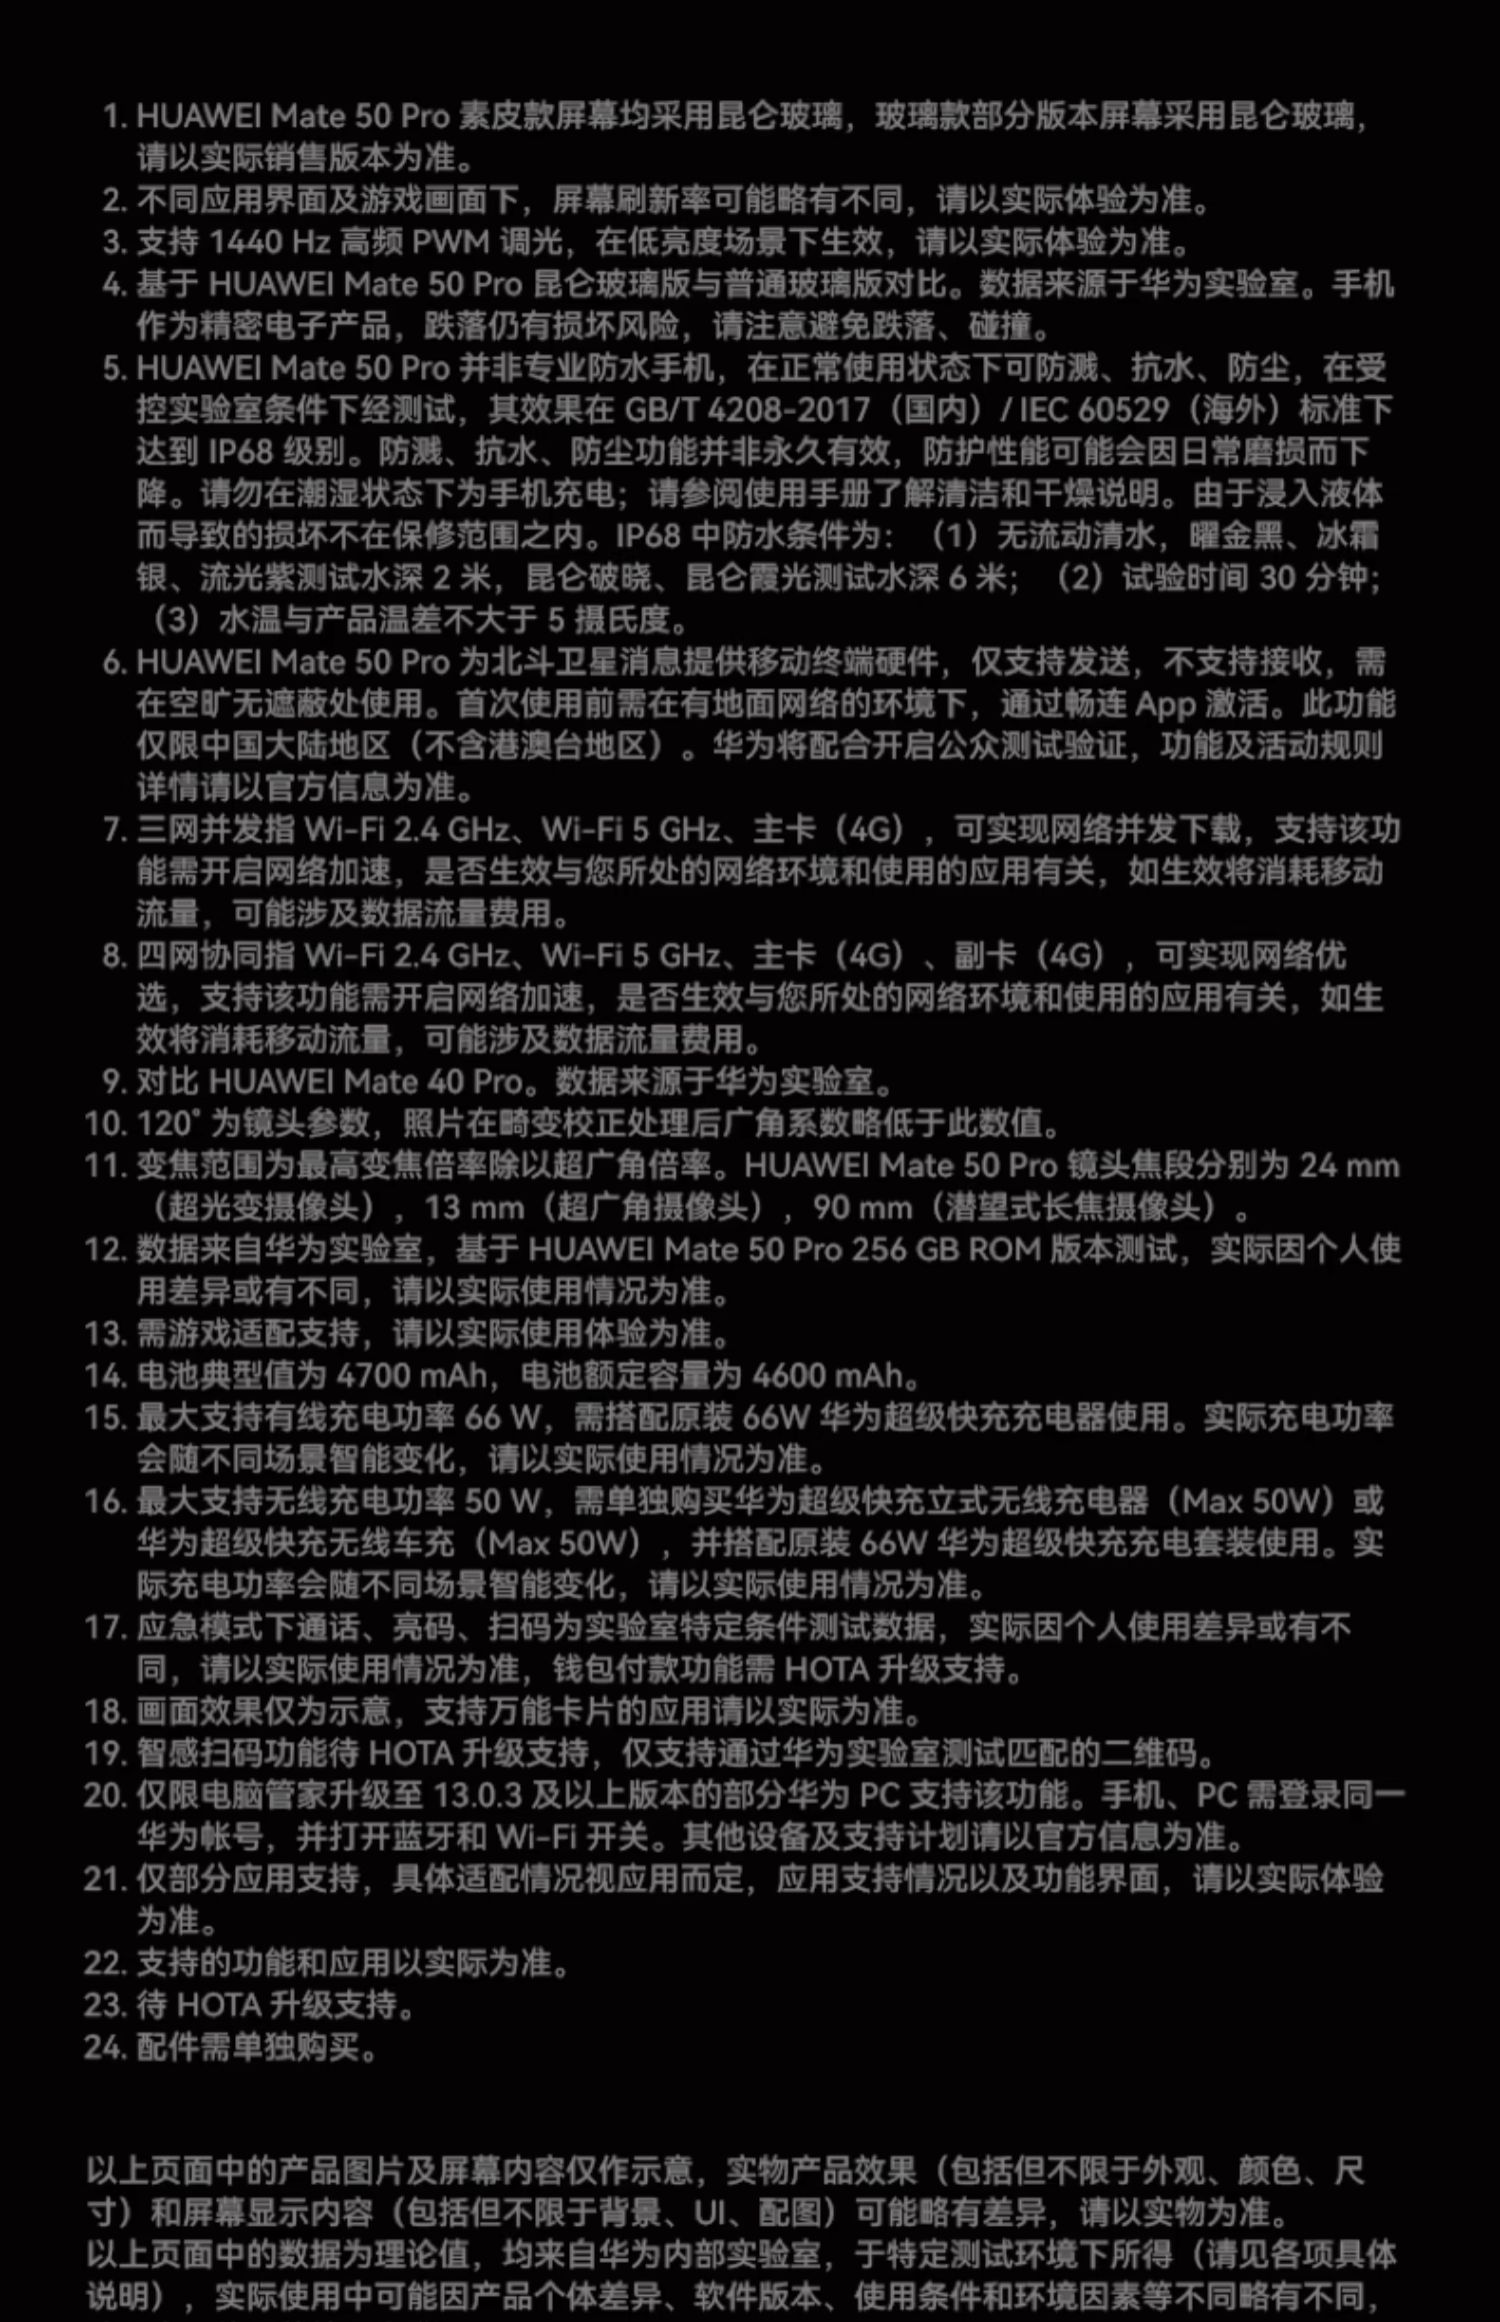 1. HUAWEI Mate 50 Pro 素皮款屏幕均采用昆仑玻璃，玻璃款部分版本屏幕采用昆仑玻璃，
请以实际销售版本为准。
2. 不同应用界面及游戏画面下，屏幕刷新率可能略有不同，请以实际体验为准。
3. 支持 1440 Hz 高频 PWM 调光，在低亮度场景下生效，请以实际体验为准。
4. 基于 HUAWEI Mate 50 Pro 昆仑玻璃版与普通玻璃版对比。数据来源于华为实验室。手机
作为精密电子产品，跌落仍有损坏风险，请注意避免跌落、碰撞。
5. HUAWEI Mate 50 Pro 并非专业防水手机，在正常使用状态下可防溅、抗水、防尘，在受
控实验室条件下经测试，其效果在 GB/T 4208-2017（国内）/ IEC 60529（海外）标准下
达到 IP68 级别。防溅、抗水、防尘功能并非永久有效，防护性能可能会因日常磨损而下
降。请勿在潮湿状态下为手机充电；请参阅使用手册了解清洁和干燥说明。由于浸入液体
而导致的损坏不在保修范围之内。IP68 中防水条件为：（1）无流动清水，曜金黑、冰霜
银、流光紫测试水深 2 米，昆仑破晓、昆仑霞光测试水深 6 米；（2）试验时间 30 分钟；
（3）水温与产品温差不大于 5 摄氏度。
6. HUAWEI Mate 50 Pro 为北斗卫星消息提供移动终端硬件，仅支持发送，不支持接收，需
在空旷无遮蔽处使用。首次使用前需在有地面网络的环境下，通过畅连 App 激活。此功能
仅限中国大陆地区（不含港澳台地区）。华为将配合开启公众测试验证，功能及活动规则
详情请以官方信息为准。
7. 三网并发指 Wi-Fi 2.4 GHz、Wi-Fi 5 GHz、主卡（4G），可实现网络并发下载，支持该功
能需开启网络加速，是否生效与您所处的网络环境和使用的应用有关，如生效将消耗移动
流量，可能涉及数据流量费用。
8. 四网协同指 Wi-Fi 2.4 GHz、Wi-Fi 5 GHz、主卡（4G）、副卡（4G），可实现网络优
选，支持该功能需开启网络加速，是否生效与您所处的网络环境和使用的应用有关，如生
效将消耗移动流量，可能涉及数据流量费用。
9. 对比 HUAWEI Mate 40 Pro。数据来源于华为实验室。
10. 120° 为镜头参数，照片在畸变校正处理后广角系数略低于此数值。
11. 变焦范围为最高变焦倍率除以超广角倍率。HUAWEI Mate 50 Pro 镜头焦段分别为 24 mm
（超光变摄像头），13 mm（超广角摄像头），90 mm（潜望式长焦摄像头）。
12. 数据来自华为实验室，基于 HUAWEI Mate 50 Pro 256 GB ROM 版本测试，实际因个人使
用差异或有不同，请以实际使用情况为准。
13. 需游戏适配支持，请以实际使用体验为准。
14. 电池典型值为 4700 mAh，电池额定容量为 4600 mAh。
15. 最大支持有线充电功率 66 W，需搭配原装 66W 华为超级快充充电器使用。实际充电功率
会随不同场景智能变化，请以实际使用情况为准。
16. 最大支持无线充电功率 50 W，需单独购买华为超级快充立式无线充电器（Max 50W）或
华为超级快充无线车充（Max 50W），并搭配原装 66W 华为超级快充充电套装使用。实
际充电功率会随不同场景智能变化，请以实际使用情况为准。
17. 应急模式下通话、亮码、扫码为实验室特定条件测试数据，实际因个人使用差异或有不
同，请以实际使用情况为准，钱包付款功能需 HOTA 升级支持。
18. 画面效果仅为示意，支持万能卡片的应用请以实际为准。
19. 智感扫码功能待 HOTA 升级支持，仅支持通过华为实验室测试匹配的二维码。
20. 仅限电脑管家升级至 13.0.3 及以上版本的部分华为 PC 支持该功能。手机、PC 需登录同一
华为帐号，并打开蓝牙和 Wi-Fi 开关。其他设备及支持计划请以官方信息为准。
21. 仅部分应用支持，具体适配情况视应用而定，应用支持情况以及功能界面，请以实际体验
为准。
22. 支持的功能和应用以实际为准。
23. 待 HOTA 升级支持。
24. 配件需单独购买。
以上页面中的产品图片及屏幕内容仅作示意，实物产品效果（包括但不限于外观、颜色、尺
寸）和屏幕显示内容（包括但不限于背景、UI、配图）可能略有差异，请以实物为准。
以上页面中的数据为理论值，均来自华为内部实验室，于特定测试环境下所得（请见各项具体
说明），实际使用中可能因产品个体差异、软件版本、使用条件和环境因素等不同略有不同，